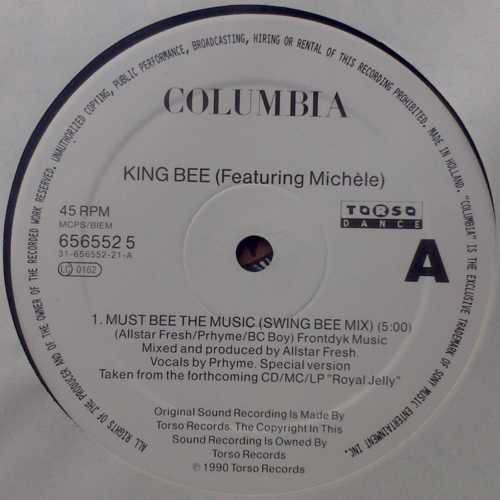 UNAUTHORIZED COPYING, PUBLIC PERFORMANCE, BROADCASTING, HIRING OR RENTAL OF THIS RECORDING PROHIBITED. MADE IN HOLLAND. "COLUMBIA" IS THE EXCLUSIVE TRADEMARK OF SONY MUSIC ENTERTAINMENT INC.
ALL RIGHTS OF THE PRODUCER AND OF THE OWNER OF THE RECORDED WORK RESERVED.
COLUMBIA
KING BEE (Featuring Michèle)
45 RPM
MCPS/BIEM
656552 5
31-656552-21-A
LC 0162
TORSO
DANCE
A
1. MUST BEE THE MUSIC (SWING BEE MIX) (5:00)
(Allstar Fresh/Prhyme/BC Boy) Frontdyk Music
Mixed and produced by Allstar Fresh.
Vocals by Prhyme. Special version
Taken from the forthcoming CD/MC/LP "Royal Jelly"
Original Sound Recording is Made By
Torso Records. The Copyright In This
Sound Recording is Owned By
Torso Records
℗ 1990 Torso Records